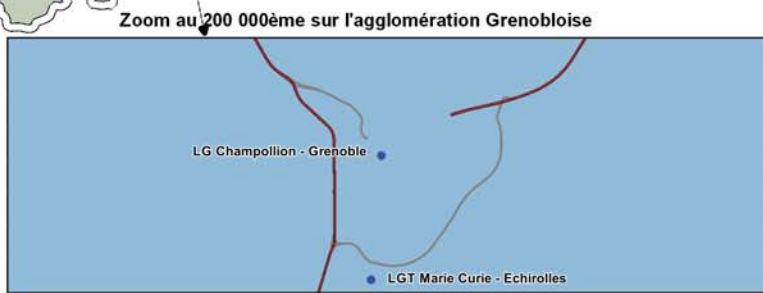 Zoom au 200 000ème sur l'agglomération Grenobloise
LG Champollion - Grenoble
LGT Marie Curie - Echirolles